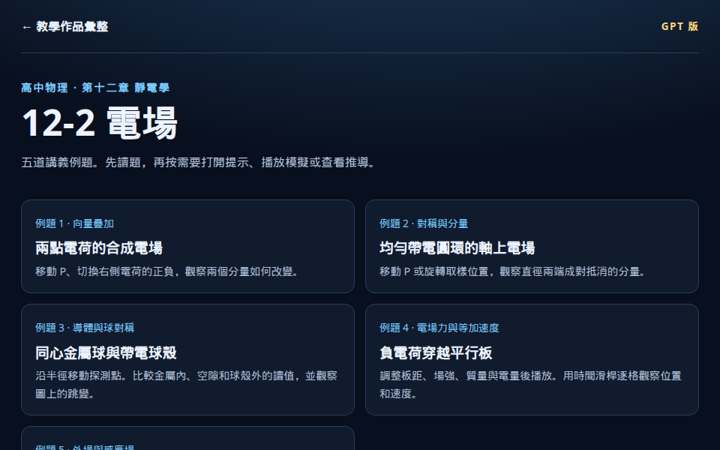 ← 教學作品彙整
GPT 版
高中物理 · 第十二章 靜電學
12-2 電場
五道講義例題。先讀題，再按需要打開提示、播放模擬或查看推導。
例題 1 · 向量疊加
兩點電荷的合成電場
移動 P、切換右側電荷的正負，觀察兩個分量如何改變。
例題 2 · 對稱與分量
均勻帶電圓環的軸上電場
移動 P 或旋轉取樣位置，觀察直徑兩端成對抵消的分量。
例題 3 · 導體與球對稱
同心金屬球與帶電球殼
沿半徑移動探測點。比較金屬內、空隙和球殼外的讀值，並觀察
圖上的跳變。
例題 4 · 電場力與等加速度
負電荷穿越平行板
調整板距、場強、質量與電量後播放。用時間滑桿逐格觀察位置
和速度。
例題 5 · 外場與感應場